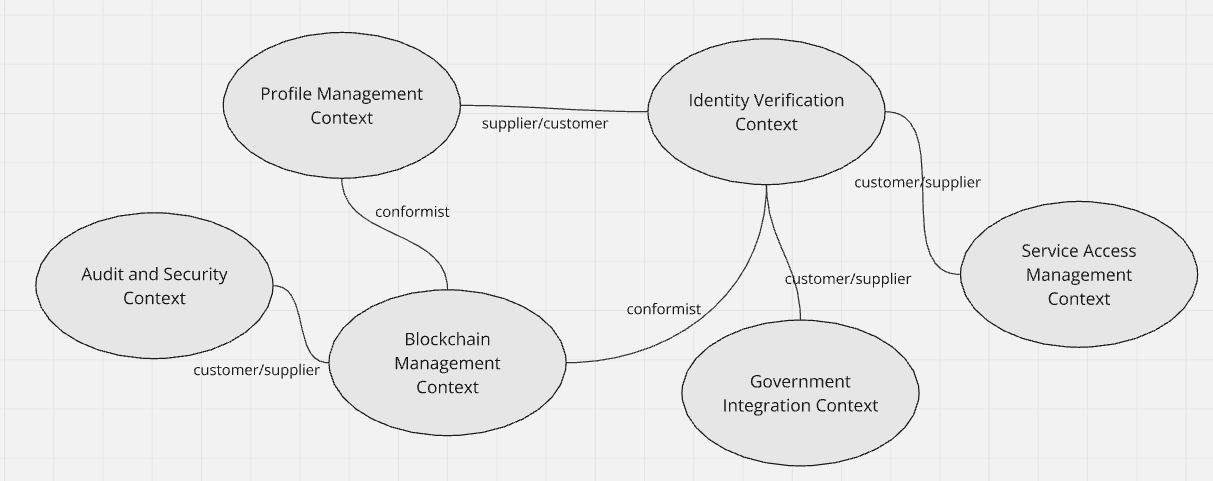 Profile Management
Context
supplier/customer
Identity Verification
Context
customer/supplier
conformist
Audit and Security
Context
Service Access
Management
Context
customer/supplier
conformist
customer/supplier
Blockchain
Management
Context
Government
Integration Context